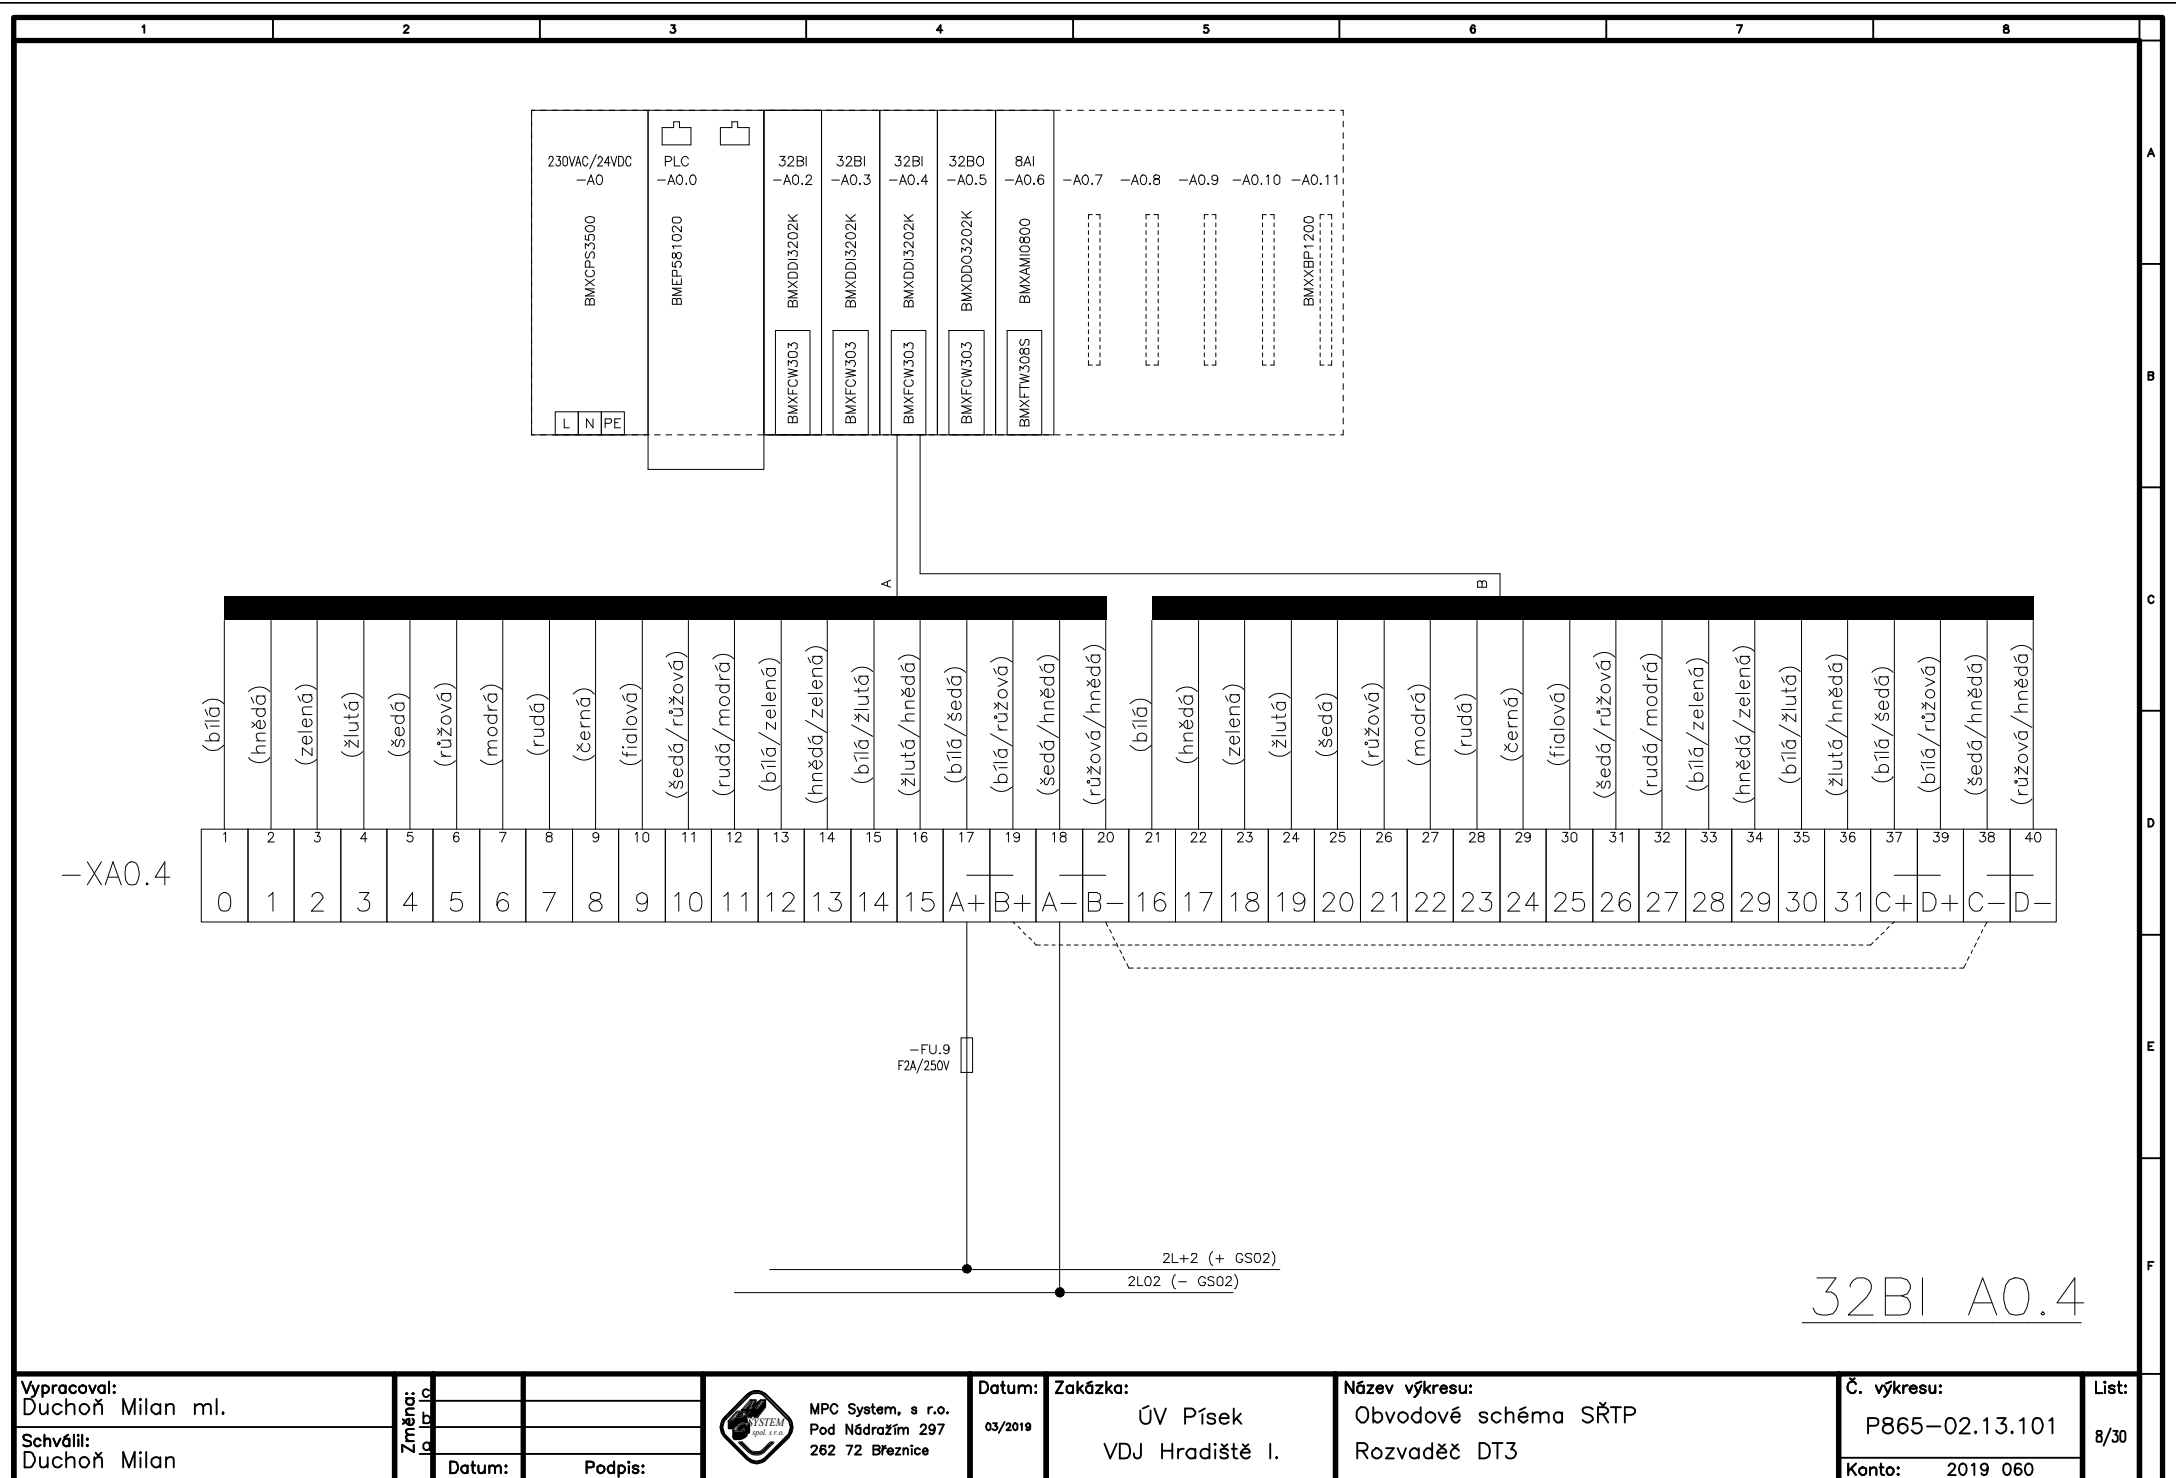 1 2 3 4 5 6 7 8
230VAC/24VDC PLC 32BI 32BI 32BI 32BO 8AI
-A0 -A0.0 -A0.2 -A0.3 -A0.4 -A0.5 -A0.6 -A0.7 -A0.8 -A0.9 -A0.10 -A0.11
BMXCPS3500
BMEP581020
BMXDDI3202K
BMXDDI3202K
BMXDDI3202K
BMXDDO3202K
BMXAMI0800
BMXXBP1200
BMXFCW303
BMXFCW303
BMXFCW303
BMXFCW303
BMXFTW308S
L N PE
A
B
C
D
E
F
A
B
(bílá)
(hnědá)
(zelená)
(žlutá)
(šedá)
(růžová)
(modrá)
(rudá)
(černá)
(fialová)
(šedá/růžová)
(rudá/modrá)
(bílá/zelená)
(hnědá/zelená)
(bílá/žlutá)
(žlutá/hnědá)
(bílá/šedá)
(bílá/růžová)
(šedá/hnědá)
(růžová/hnědá)
(bílá)
(hnědá)
(zelená)
(žlutá)
(šedá)
(růžová)
(modrá)
(rudá)
(černá)
(fialová)
(šedá/růžová)
(rudá/modrá)
(bílá/zelená)
(hnědá/zelená)
(bílá/žlutá)
(žlutá/hnědá)
(bílá/šedá)
(bílá/růžová)
(šedá/hnědá)
(růžová/hnědá)
1 2 3 4 5 6 7 8 9 10 11 12 13 14 15 16 17 19 18 20 21 22 23 24 25 26 27 28 29 30 31 32 33 34 35 36 37 39 38 40
-XA0.4
0 1 2 3 4 5 6 7 8 9 10 11 12 13 14 15 A+ B+ A- B- 16 17 18 19 20 21 22 23 24 25 26 27 28 29 30 31 C+ D+ C- D-
-FU.9
F2A/250V
2L+2 (+ GS02)
2L02 (- GS02)
32BI A0.4
Vypracoval:
Duchoň Milan ml.
Schválil:
Duchoň Milan
Změna:
c
b
a
Datum: Podpis:
SYSTEM
spol. s r.o.
MPC System, s r.o.
Pod Nádražím 297
262 72 Březnice
Datum:
03/2019
Zakázka:
ÚV Písek
VDJ Hradiště I.
Název výkresu:
Obvodové schéma SŘTP
Rozvaděč DT3
Č. výkresu:
P865-02.13.101
Konto: 2019 060
List:
8/30